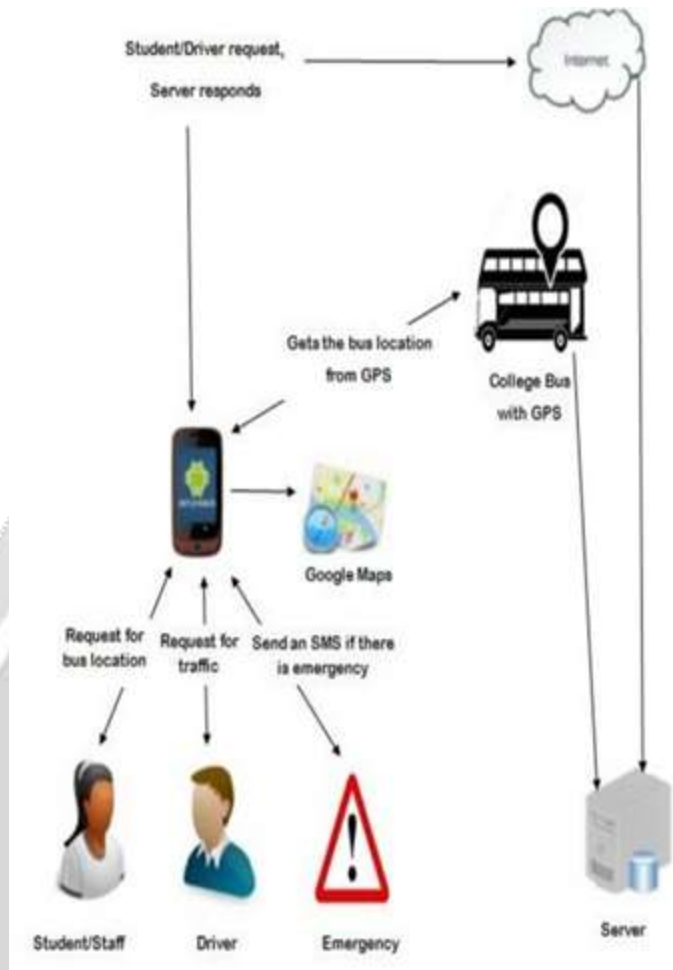 Student/Driver request,
Server responds
Internet
Gets the bus location
from GPS
College Bus
with GPS
Google Maps
Request for
bus location
Request for
traffic
Send an SMS if there
is emergency
Student/Staff
Driver
Emergency
Server